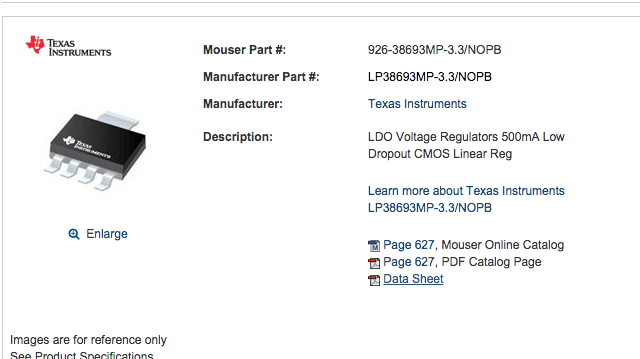 TEXAS
INSTRUMENTS
Mouser Part #: 926-38693MP-3.3/NOPB
Manufacturer Part #: LP38693MP-3.3/NOPB
Manufacturer: Texas Instruments
Description: LDO Voltage Regulators 500mA Low
Dropout CMOS Linear Reg
TEXAS
INSTRUMENTS
Learn more about Texas Instruments
LP38693MP-3.3/NOPB
Enlarge
Page 627, Mouser Online Catalog
Page 627, PDF Catalog Page
Data Sheet
Images are for reference only
See Product Specifications